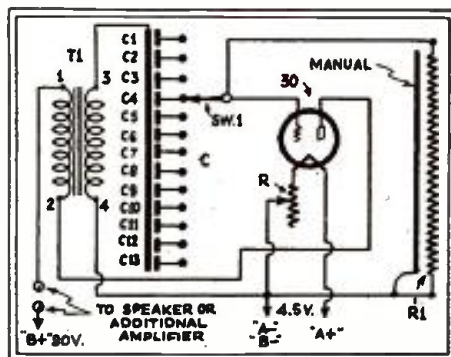 T1
1
3
2
4
C1
C2
C3
C4
C5
C6
C7
C8
C9
C10
C11
C12
C13
SW.1
C
30
R
MANUAL
R1
TO SPEAKER OR
ADDITIONAL
AMPLIFIER
"B+" 90V.
4.5V.
"A-"
"B-"
"A+"